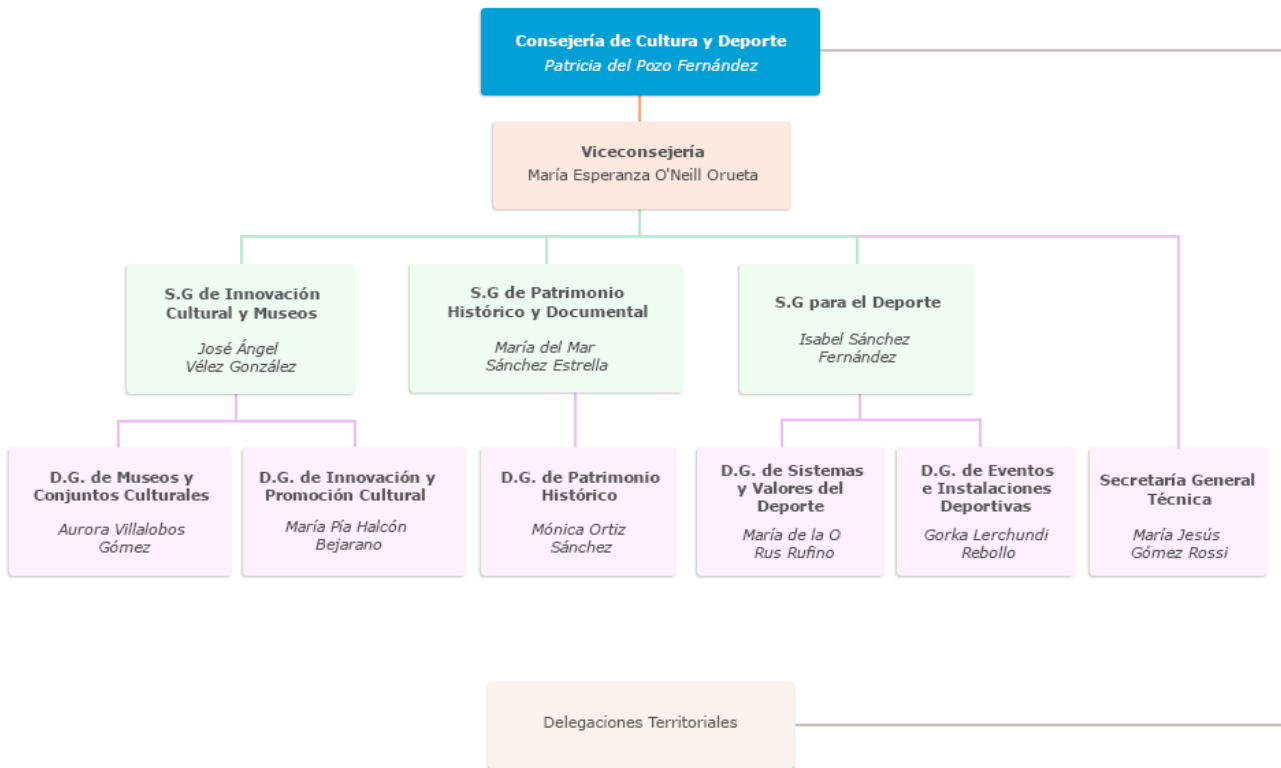 Consejería de Cultura y Deporte
Patricia del Pozo Fernández
Viceconsejería
María Esperanza O'Neill Orueta
S.G de Innovación
Cultural y Museos
José Ángel
Vélez González
S.G de Patrimonio
Histórico y Documental
María del Mar
Sánchez Estrella
S.G para el Deporte
Isabel Sánchez
Fernández
D.G. de Museos y
Conjuntos Culturales
Aurora Villalobos
Gómez
D.G. de Innovación y
Promoción Cultural
María Pía Halcón
Bejarano
D.G. de Patrimonio
Histórico
Mónica Ortiz
Sánchez
D.G. de Sistemas
y Valores del
Deporte
María de la O
Rus Rufino
D.G. de Eventos
e Instalaciones
Deportivas
Gorka Lerchundi
Rebollo
Secretaría General
Técnica
María Jesús
Gómez Rossi
Delegaciones Territoriales